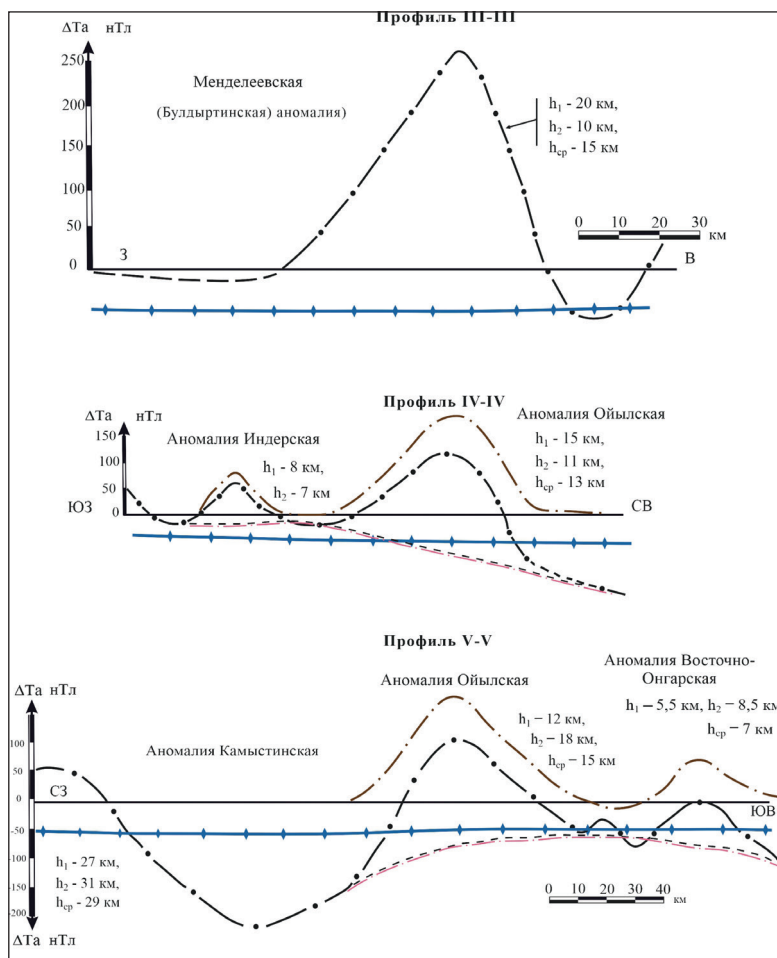 Профиль III-III
ΔTa нТл
250
200
150
100
50
0
Менделеевская
(Булдыртинская) аномалия)
h₁ - 20 км,
h₂ - 10 км,
hср - 15 км
0 10 20 30
км
З
В
Профиль IV-IV
ΔTa нТл
150
100
50
0
Аномалия Индерская
h₁ - 8 км,
h₂ - 7 км
Аномалия Ойылская
h₁ - 15 км,
h₂ - 11 км,
hср - 13 км
ЮЗ
СВ
Профиль V-V
ΔTa нТл
100
0
-50
-100
-150
-200
ΔTa нТл
СЗ
Аномалия Камыстинская
h₁ - 27 км,
h₂ - 31 км,
hср - 29 км
Аномалия Ойылская
h₁ – 12 км,
h₂ – 18 км,
hср – 15 км
Аномалия Восточно-
Онгарская
h₁ – 5,5 км, h₂ – 8,5 км
hср – 7 км
ЮВ
0 10 20 30 40
км